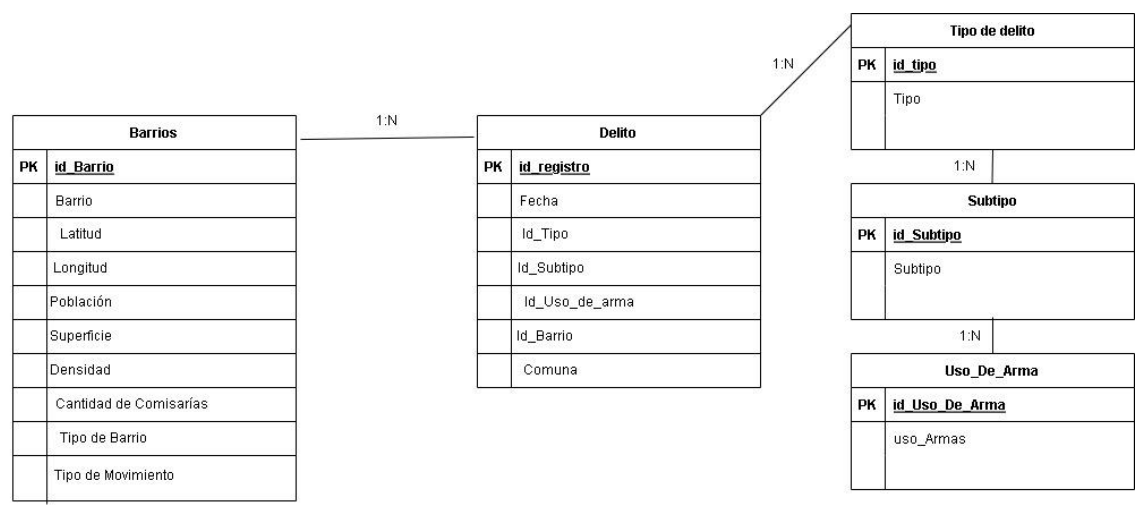 Tipo de delito
1:N
PK id_tipo
Tipo
Barrios
1:N
Delito
PK id_Barrio
PK id_registro
1:N
Barrio
Fecha
Subtipo
Latitud
Id_Tipo
PK id_Subtipo
Longitud
Id_Subtipo
Subtipo
Población
Id_Uso_de_arma
Superficie
Id_Barrio
1:N
Densidad
Comuna
Uso_De_Arma
Cantidad de Comisarías
PK id_Uso_De_Arma
Tipo de Barrio
uso_Armas
Tipo de Movimiento